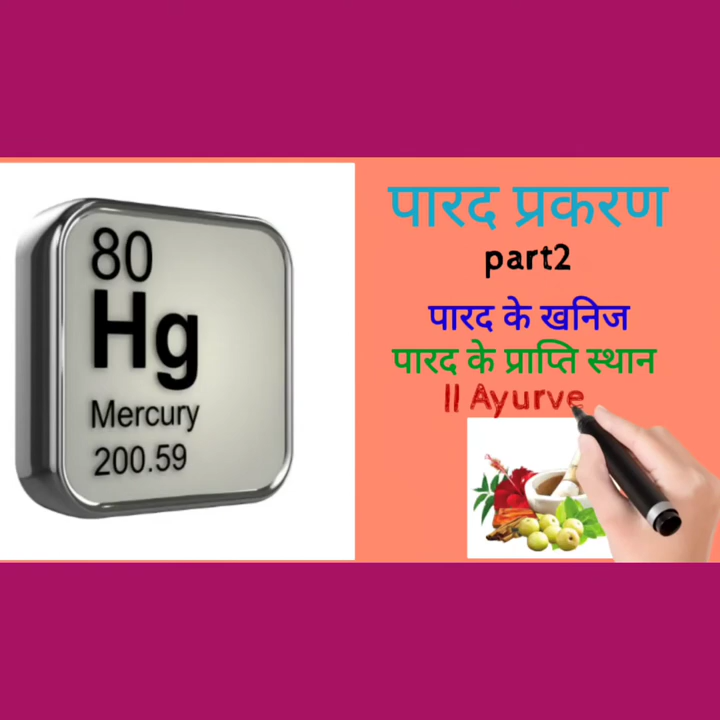 80
Hg
Mercury
200.59
पारद प्रकरण
part2
पारद के खनिज
पारद के प्राप्ति स्थान
|| Ayurve